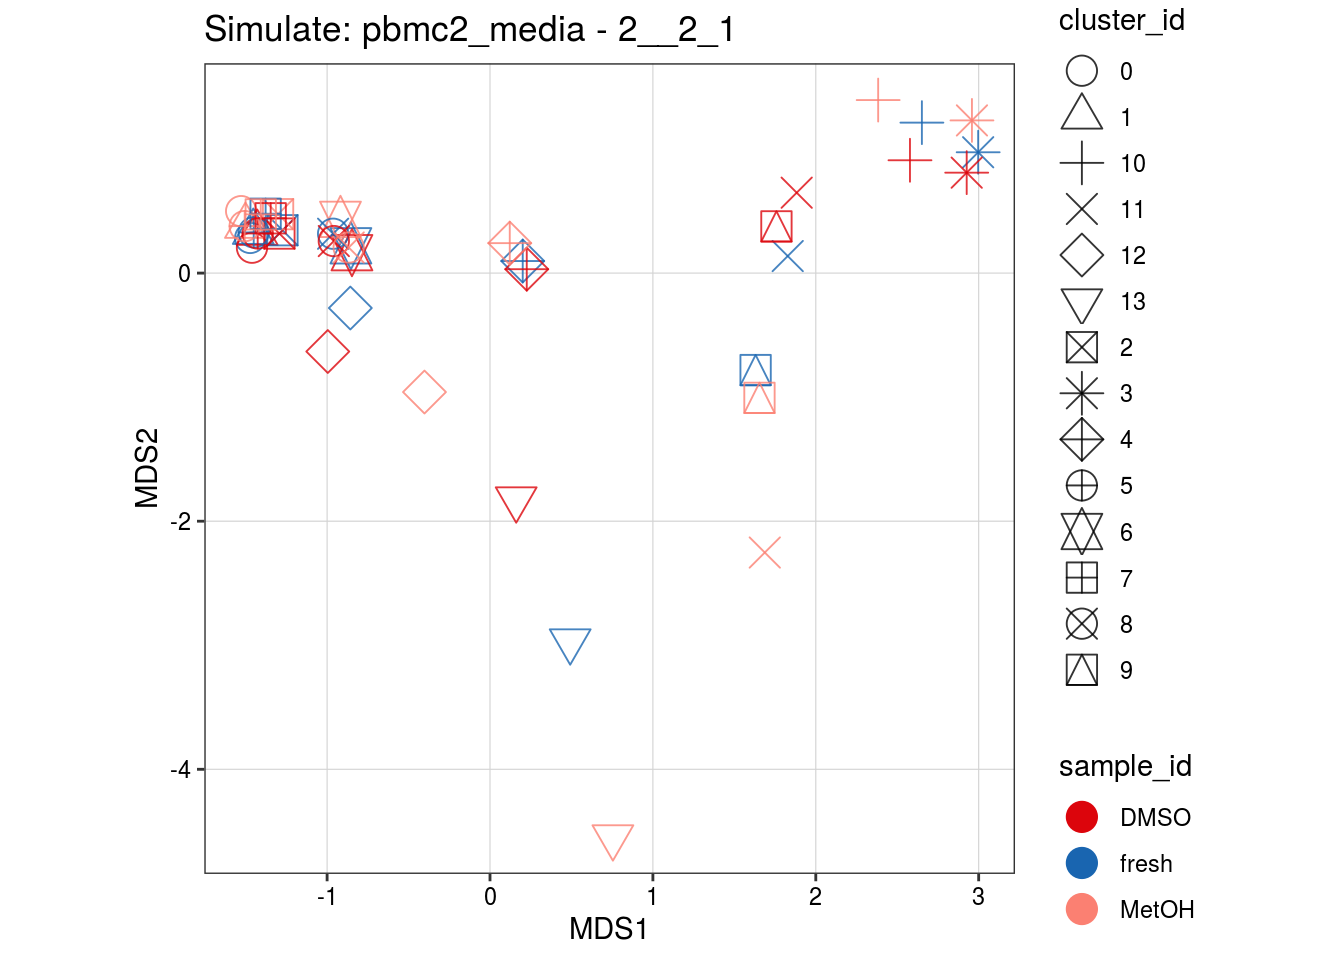 Simulate: pbmc2_media - 2__2_1
0
-2
-4
-1
0
1
2
3
MDS1
MDS2
cluster_id
0
1
10
11
12
13
2
3
4
5
6
7
8
9
sample_id
DMSO
fresh
MetOH